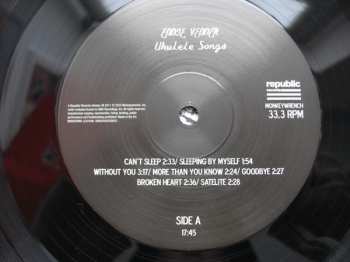 EDDIE VEDDER
Ukulele Songs
republic
MONKEYWRENCH
33.3 RPM
CAN'T SLEEP 2:33/ SLEEPING BY MYSELF 1:54
WITHOUT YOU 3:17/ MORE THAN YOU KNOW 2:24/ GOODBYE 2:27
BROKEN HEART 2:36/ SATELITE 2:28
SIDE A
17:45